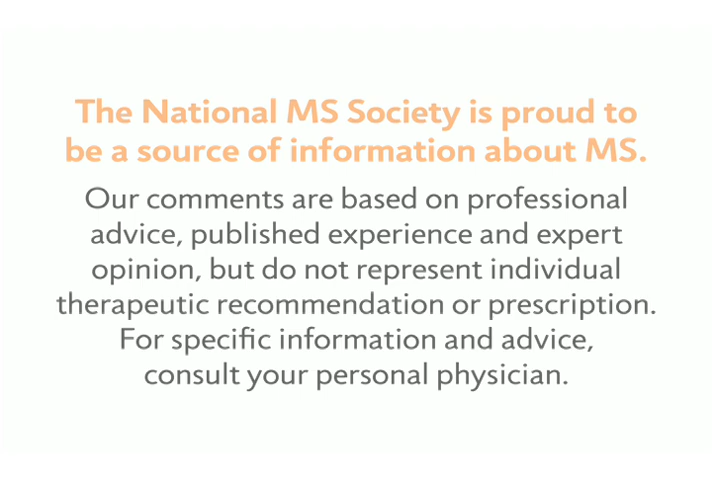 The National MS Society is proud to
be a source of information about MS.
Our comments are based on professional
advice, published experience and expert
opinion, but do not represent individual
therapeutic recommendation or prescription.
For specific information and advice,
consult your personal physician.